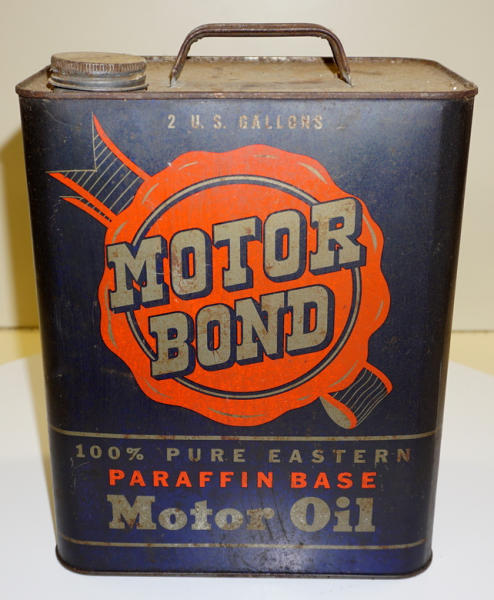 2 U.S. GALLONS
MOTOR
BOND
100% PURE EASTERN
PARAFFIN BASE
Motor Oil